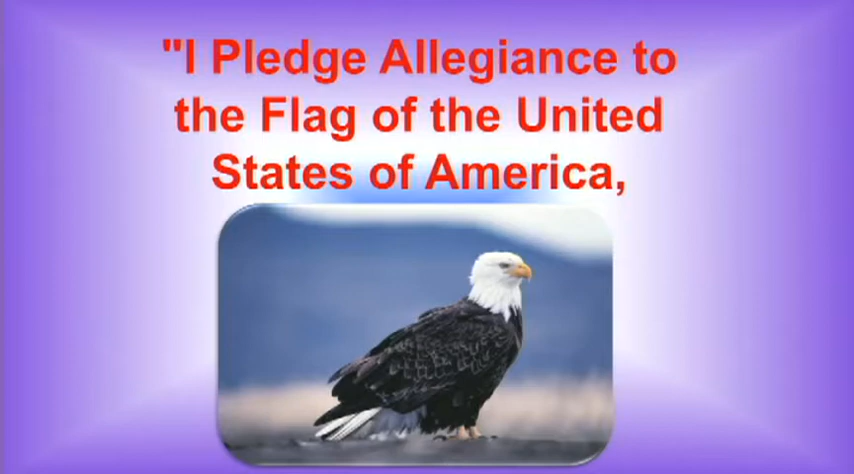 "I Pledge Allegiance to
the Flag of the United
States of America,